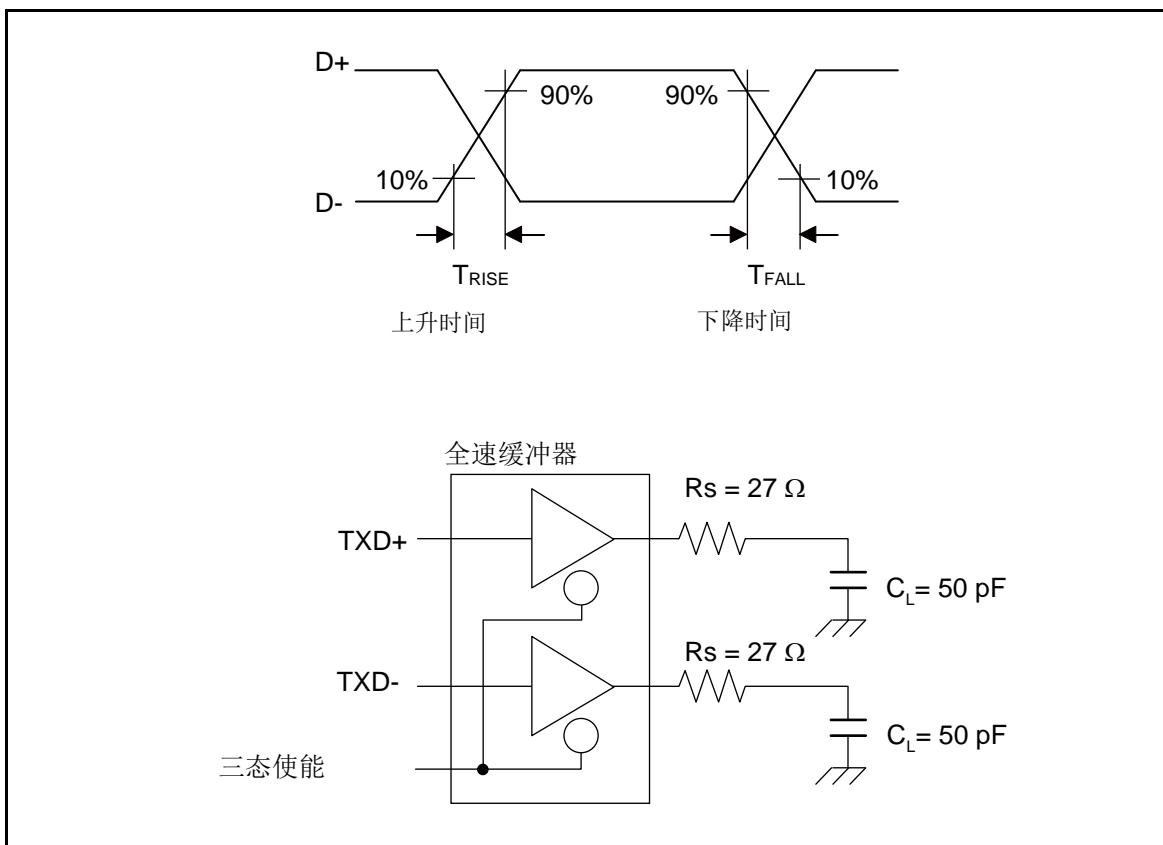 D+
90%
90%
10%
10%
D-
TRISE
TFALL
上升时间
下降时间
全速缓冲器
Rs = 27 Ω
TXD+
CL= 50 pF
Rs = 27 Ω
TXD-
CL= 50 pF
三态使能